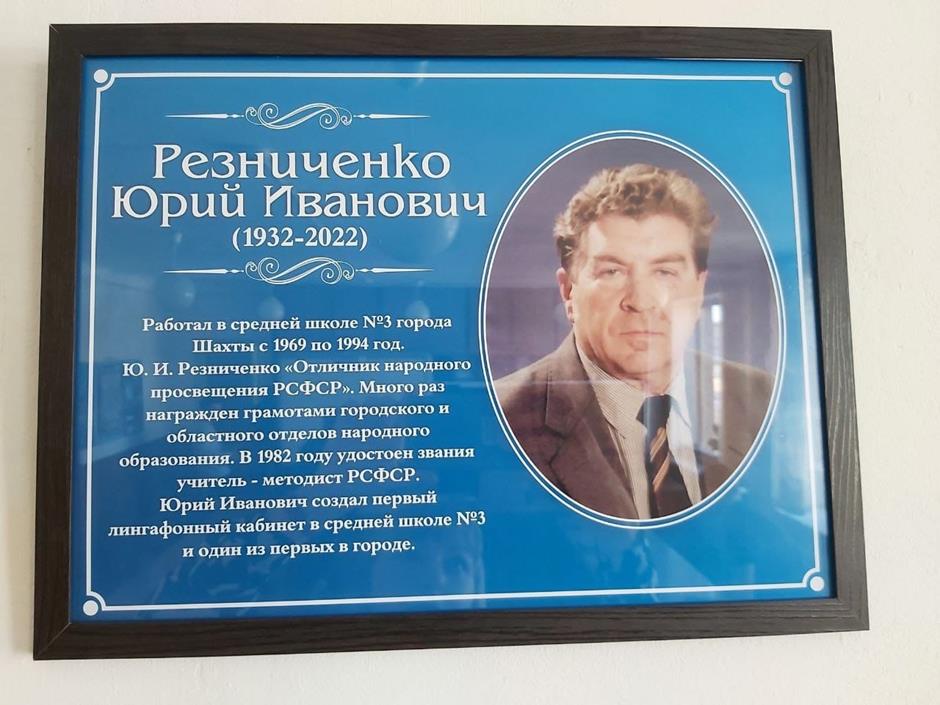 Резниченко
Юрий Иванович
(1932-2022)
Работал в средней школе №3 города
Шахты с 1969 по 1994 год.
Ю. И. Резниченко «Отличник народного
просвещения РСФСР». Много раз
награжден грамотами городского и
областного отделов народного
образования. В 1982 году удостоен звания
учитель - методист РСФСР.
Юрий Иванович создал первый
лингафонный кабинет в средней школе №3
и один из первых в городе.